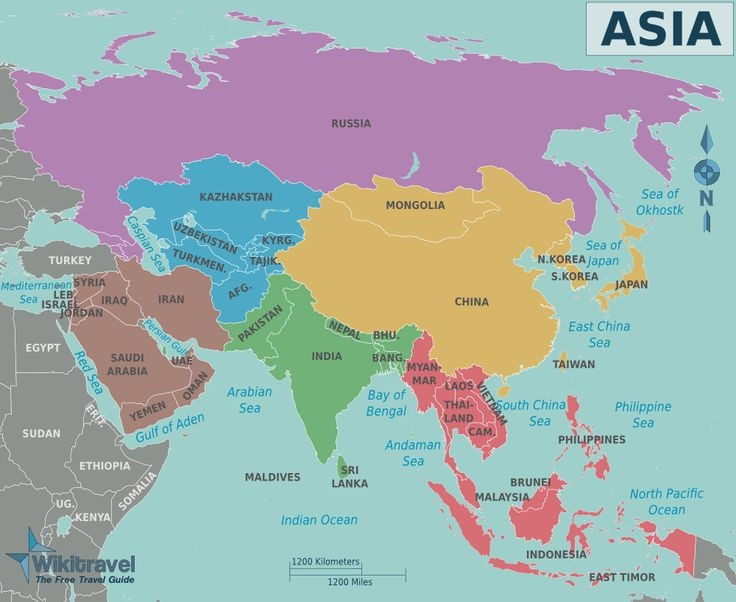 ASIA
RUSSIA
KAZHAKSTAN
MONGOLIA
Sea of
Okhostk
N
UZBEKISTAN
KYRG.
TURKMEN.
TAJIK.
Caspian Sea
TURKEY
N.KOREA
S.KOREA
Sea of
Japan
JAPAN
Mediterranean
Sea
SYRIA
LEB.
ISRAEL
JORDAN
IRAQ
IRAN
AFG.
CHINA
PAKISTAN
NEPAL
BHU.
East China
Sea
EGYPT
Persian Gulf
SAUDI
ARABIA
UAE
OMAN
INDIA
BANG.
MYAN-
MAR
LAOS
VIETNAM
TAIWAN
Red Sea
YEMEN
Gulf of Aden
Arabian
Sea
Bay of
Bengal
THAI-
LAND
CAM.
South China
Sea
Philippine
Sea
SUDAN
ERIT.
ETHIOPIA
SOMALIA
Andaman
Sea
PHILIPPINES
MALDIVES
SRI
LANKA
BRUNEI
MALAYSIA
North Pacific
Ocean
UG.
KENYA
Indian Ocean
INDONESIA
EAST TIMOR
Wikitravel
The Free Travel Guide
1200 Kilometers
1200 Miles